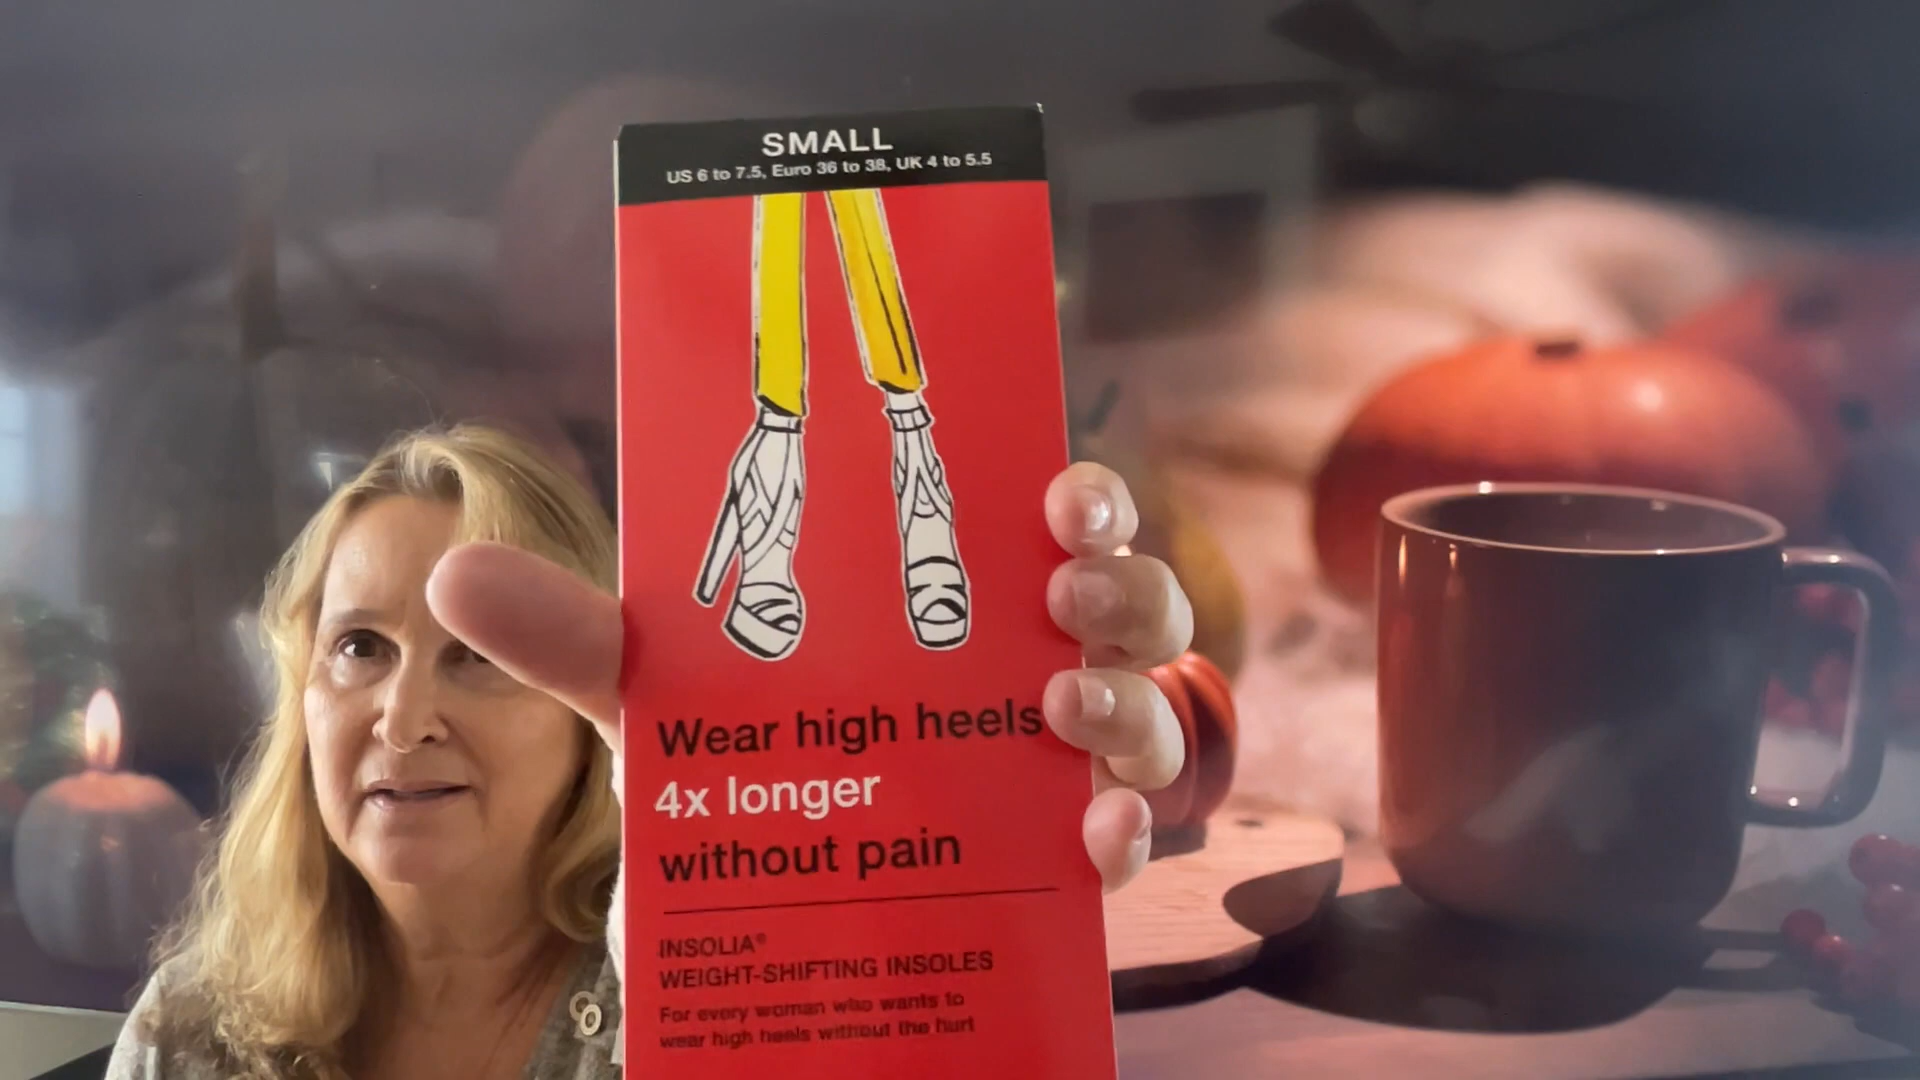 SMALL
US 6 to 7.5, Euro 36 to 38, UK 4 to 5.5
Wear high heels
4x longer
without pain
INSOLIA®
WEIGHT-SHIFTING INSOLES
For every woman who wants to
wear high heels without the hurt